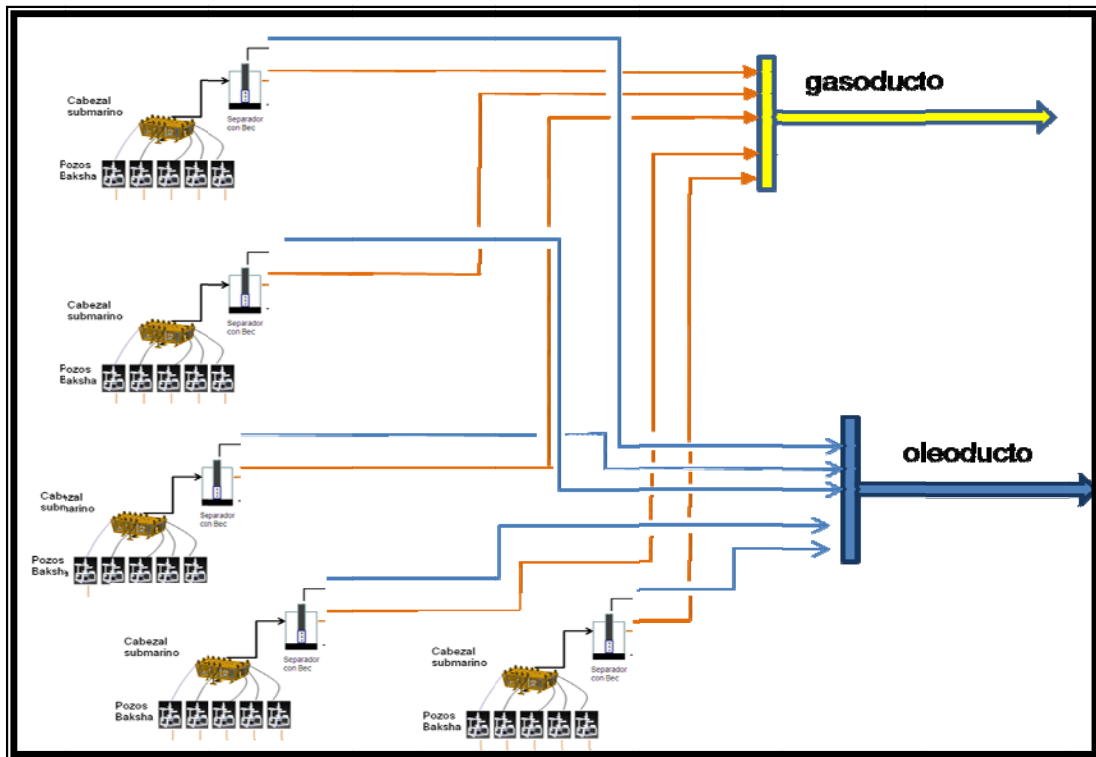 gasoducto
Cabezal
submarino
Separador
con Bec
Pozos
Baksha
Cabezal
submarino
Separador
con Bec
Pozos
Baksha
oleoducto
Cabezal
submarino
Separador
con Bec
Pozos
Baksha
Cabezal
submarino
Separador
con Bec
Pozos
Baksha
Cabezal
submarino
Separador
con Bec
Pozos
Baksha